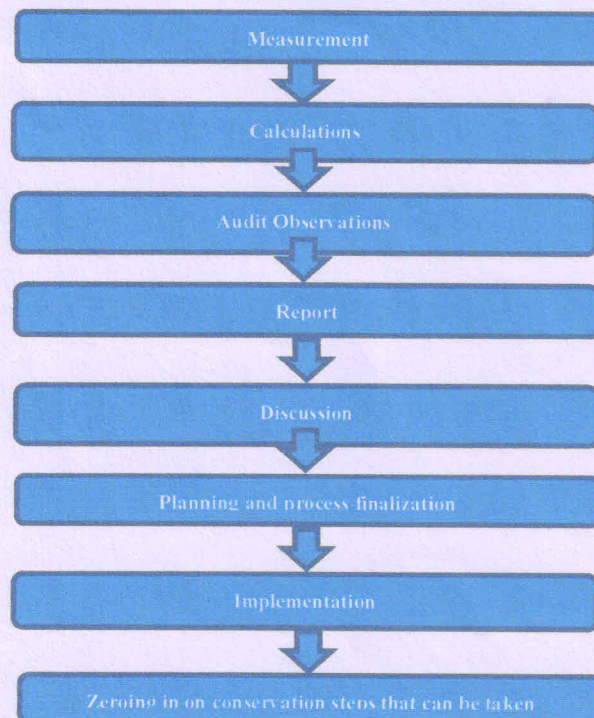 Measurement
Calculations
Audit Observations
Report
Discussion
Planning and process finalization
Implementation
Zeroing in on conservation steps that can be taken